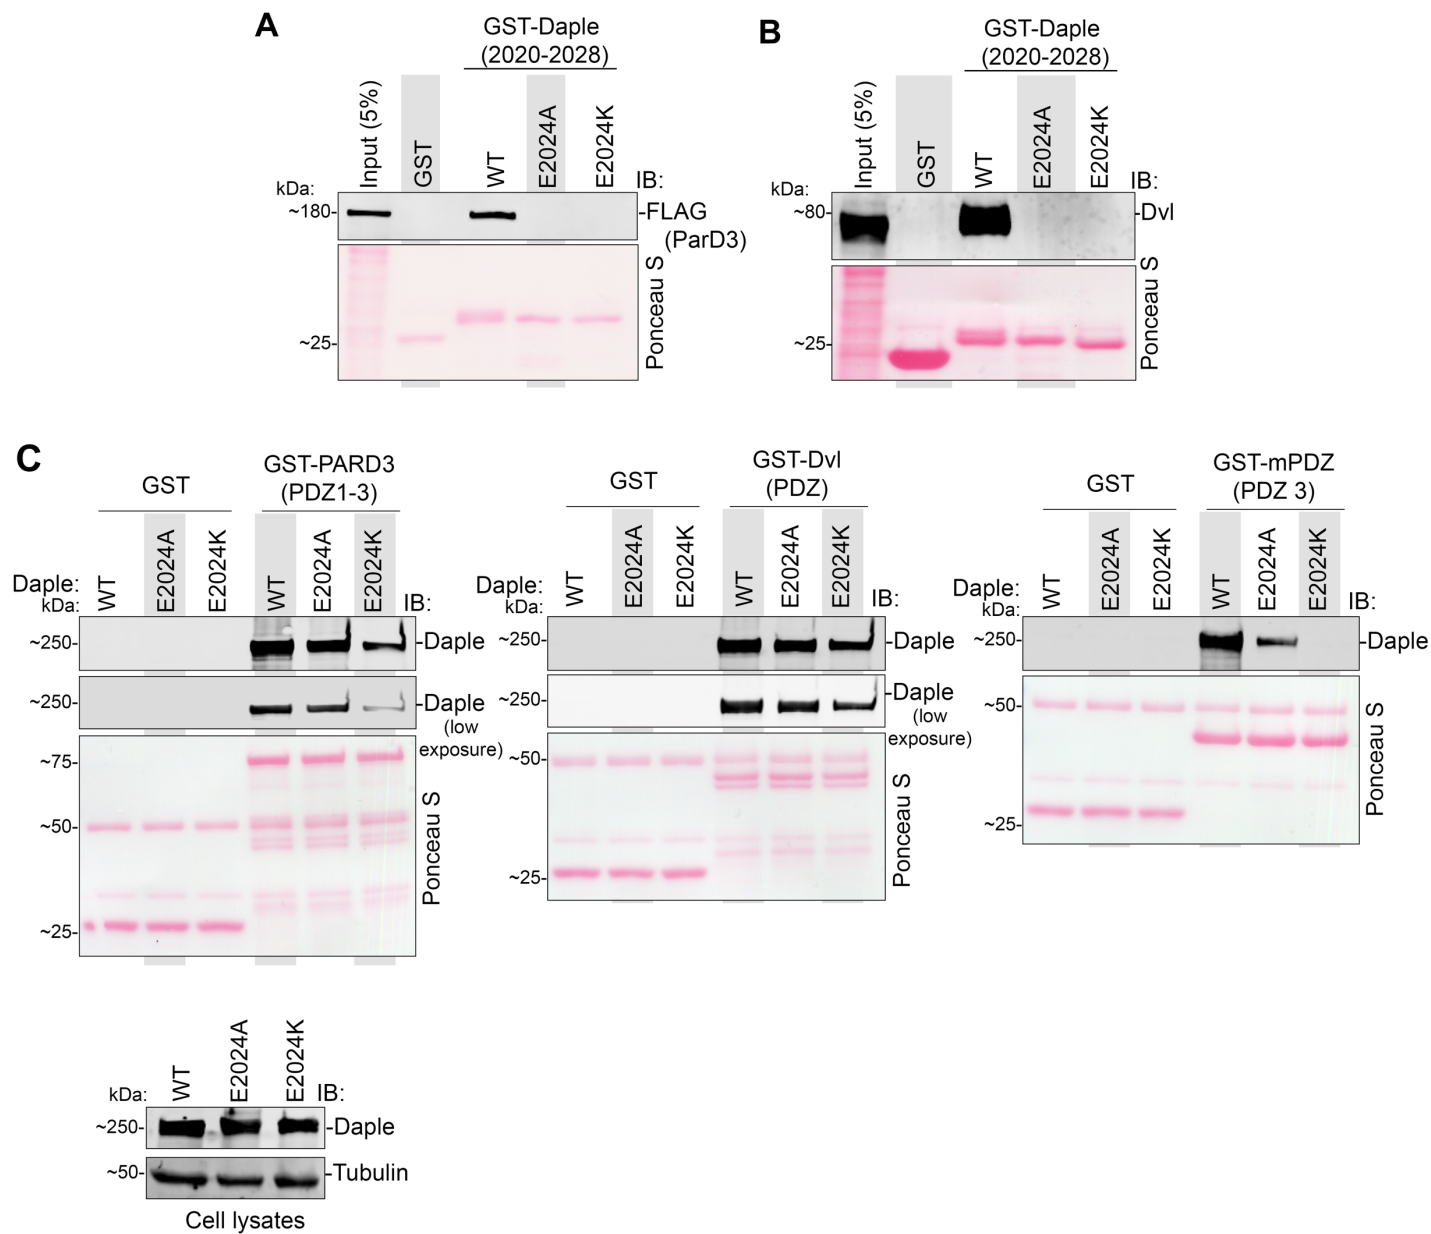 A
GST-Daple
(2020-2028)
Input (5%)
GST
WT
E2024A
E2024K
kDa:
IB:
~180-
-FLAG
(ParD3)
~25-
Ponceau S
B
GST-Daple
(2020-2028)
Input (5%)
GST
WT
E2024A
E2024K
kDa:
IB:
~80-
-Dvl
~25-
Ponceau S
C
GST
GST-PARD3
(PDZ1-3)
Daple:
kDa:
WT
E2024A
E2024K
WT
E2024A
E2024K
IB:
~250-
-Daple
~250-
-Daple
(low
exposure)
~75-
~50-
~25-
Ponceau S
GST
GST-Dvl
(PDZ)
Daple:
kDa:
WT
E2024A
E2024K
WT
E2024A
E2024K
IB:
~250-
-Daple
~250-
-Daple
(low
exposure)
~50-
~25-
Ponceau S
GST
GST-mPDZ
(PDZ 3)
Daple:
kDa:
WT
E2024A
E2024K
WT
E2024A
E2024K
IB:
~250-
-Daple
~50-
~25-
Ponceau S
kDa:
WT
E2024A
E2024K
IB:
~250-
-Daple
~50-
-Tubulin
Cell lysates